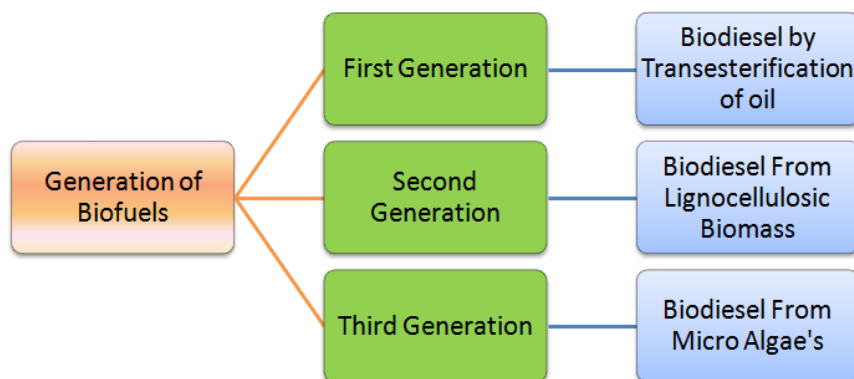 Generation of
Biofuels
First Generation
Biodiesel by
Transesterification
of oil
Second
Generation
Biodiesel From
Lignocellulosic
Biomass
Third Generation
Biodiesel From
Micro Algae's